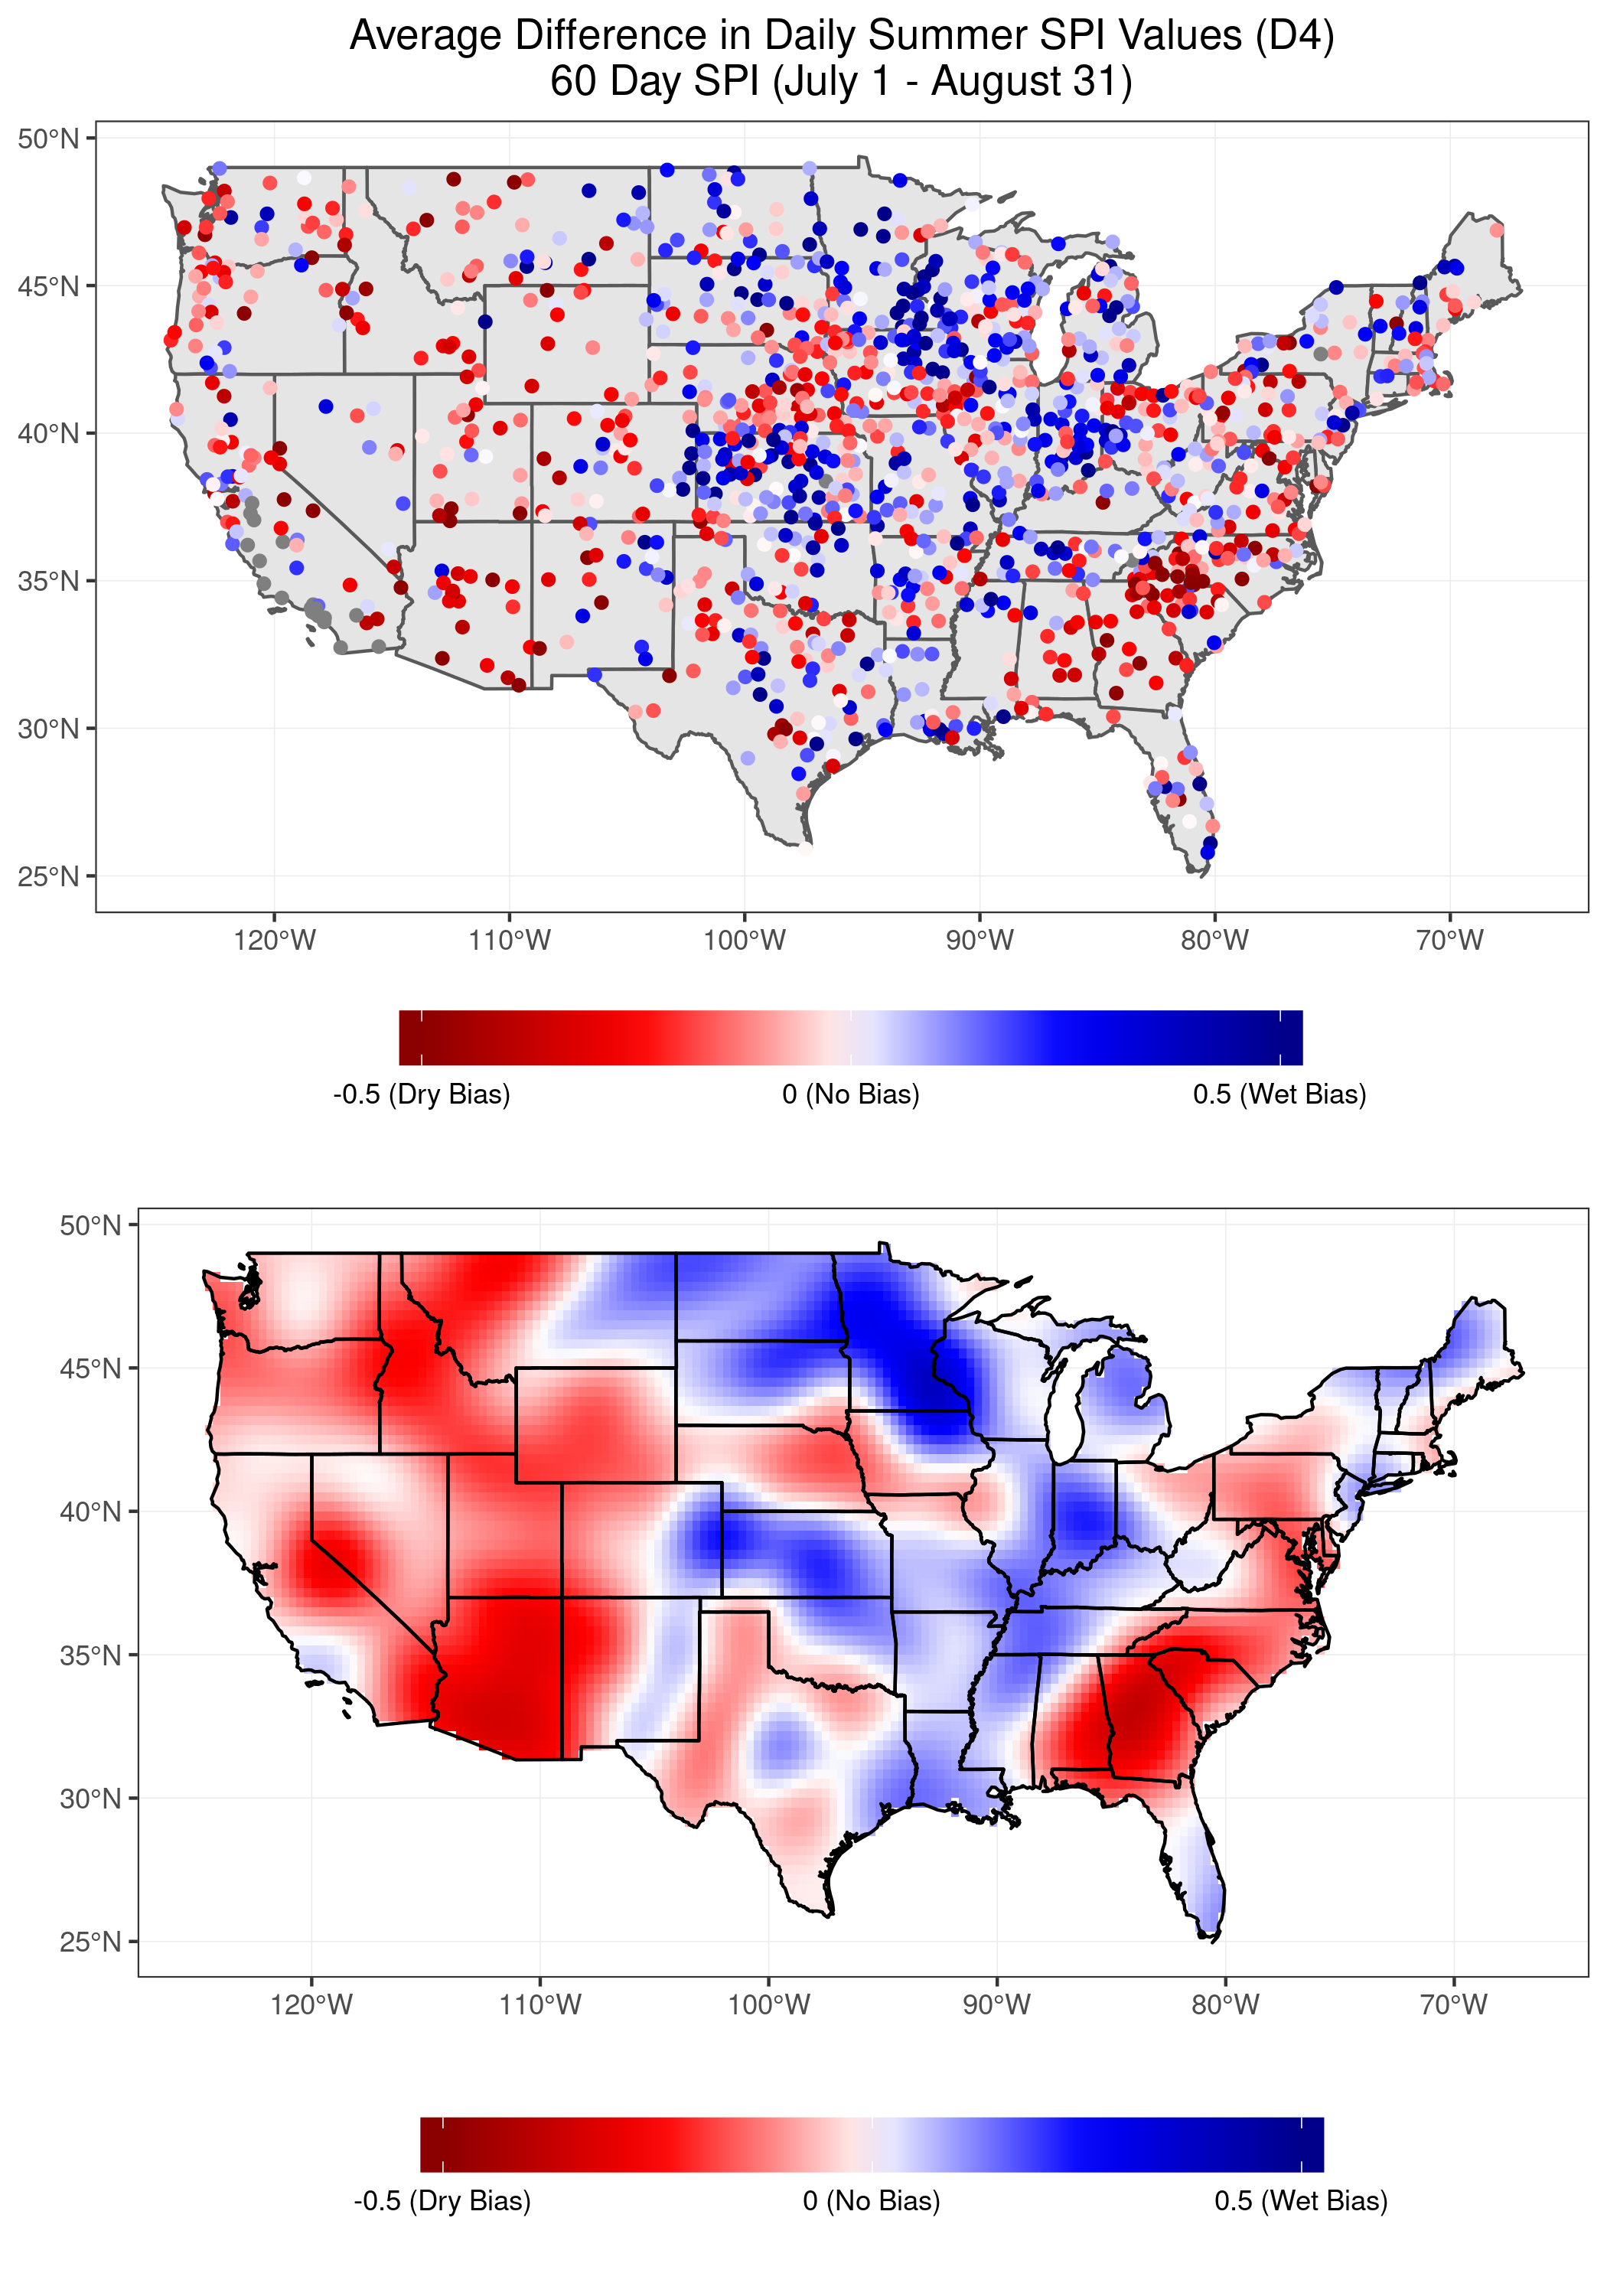 Average Difference in Daily Summer SPI Values (D4)
60 Day SPI (July 1 - August 31)
50°N
45°N
40°N
35°N
30°N
25°N
120°W 110°W 100°W 90°W 80°W 70°W
-0.5 (Dry Bias) 0 (No Bias) 0.5 (Wet Bias)
50°N
45°N
40°N
35°N
30°N
25°N
120°W 110°W 100°W 90°W 80°W 70°W
-0.5 (Dry Bias) 0 (No Bias) 0.5 (Wet Bias)